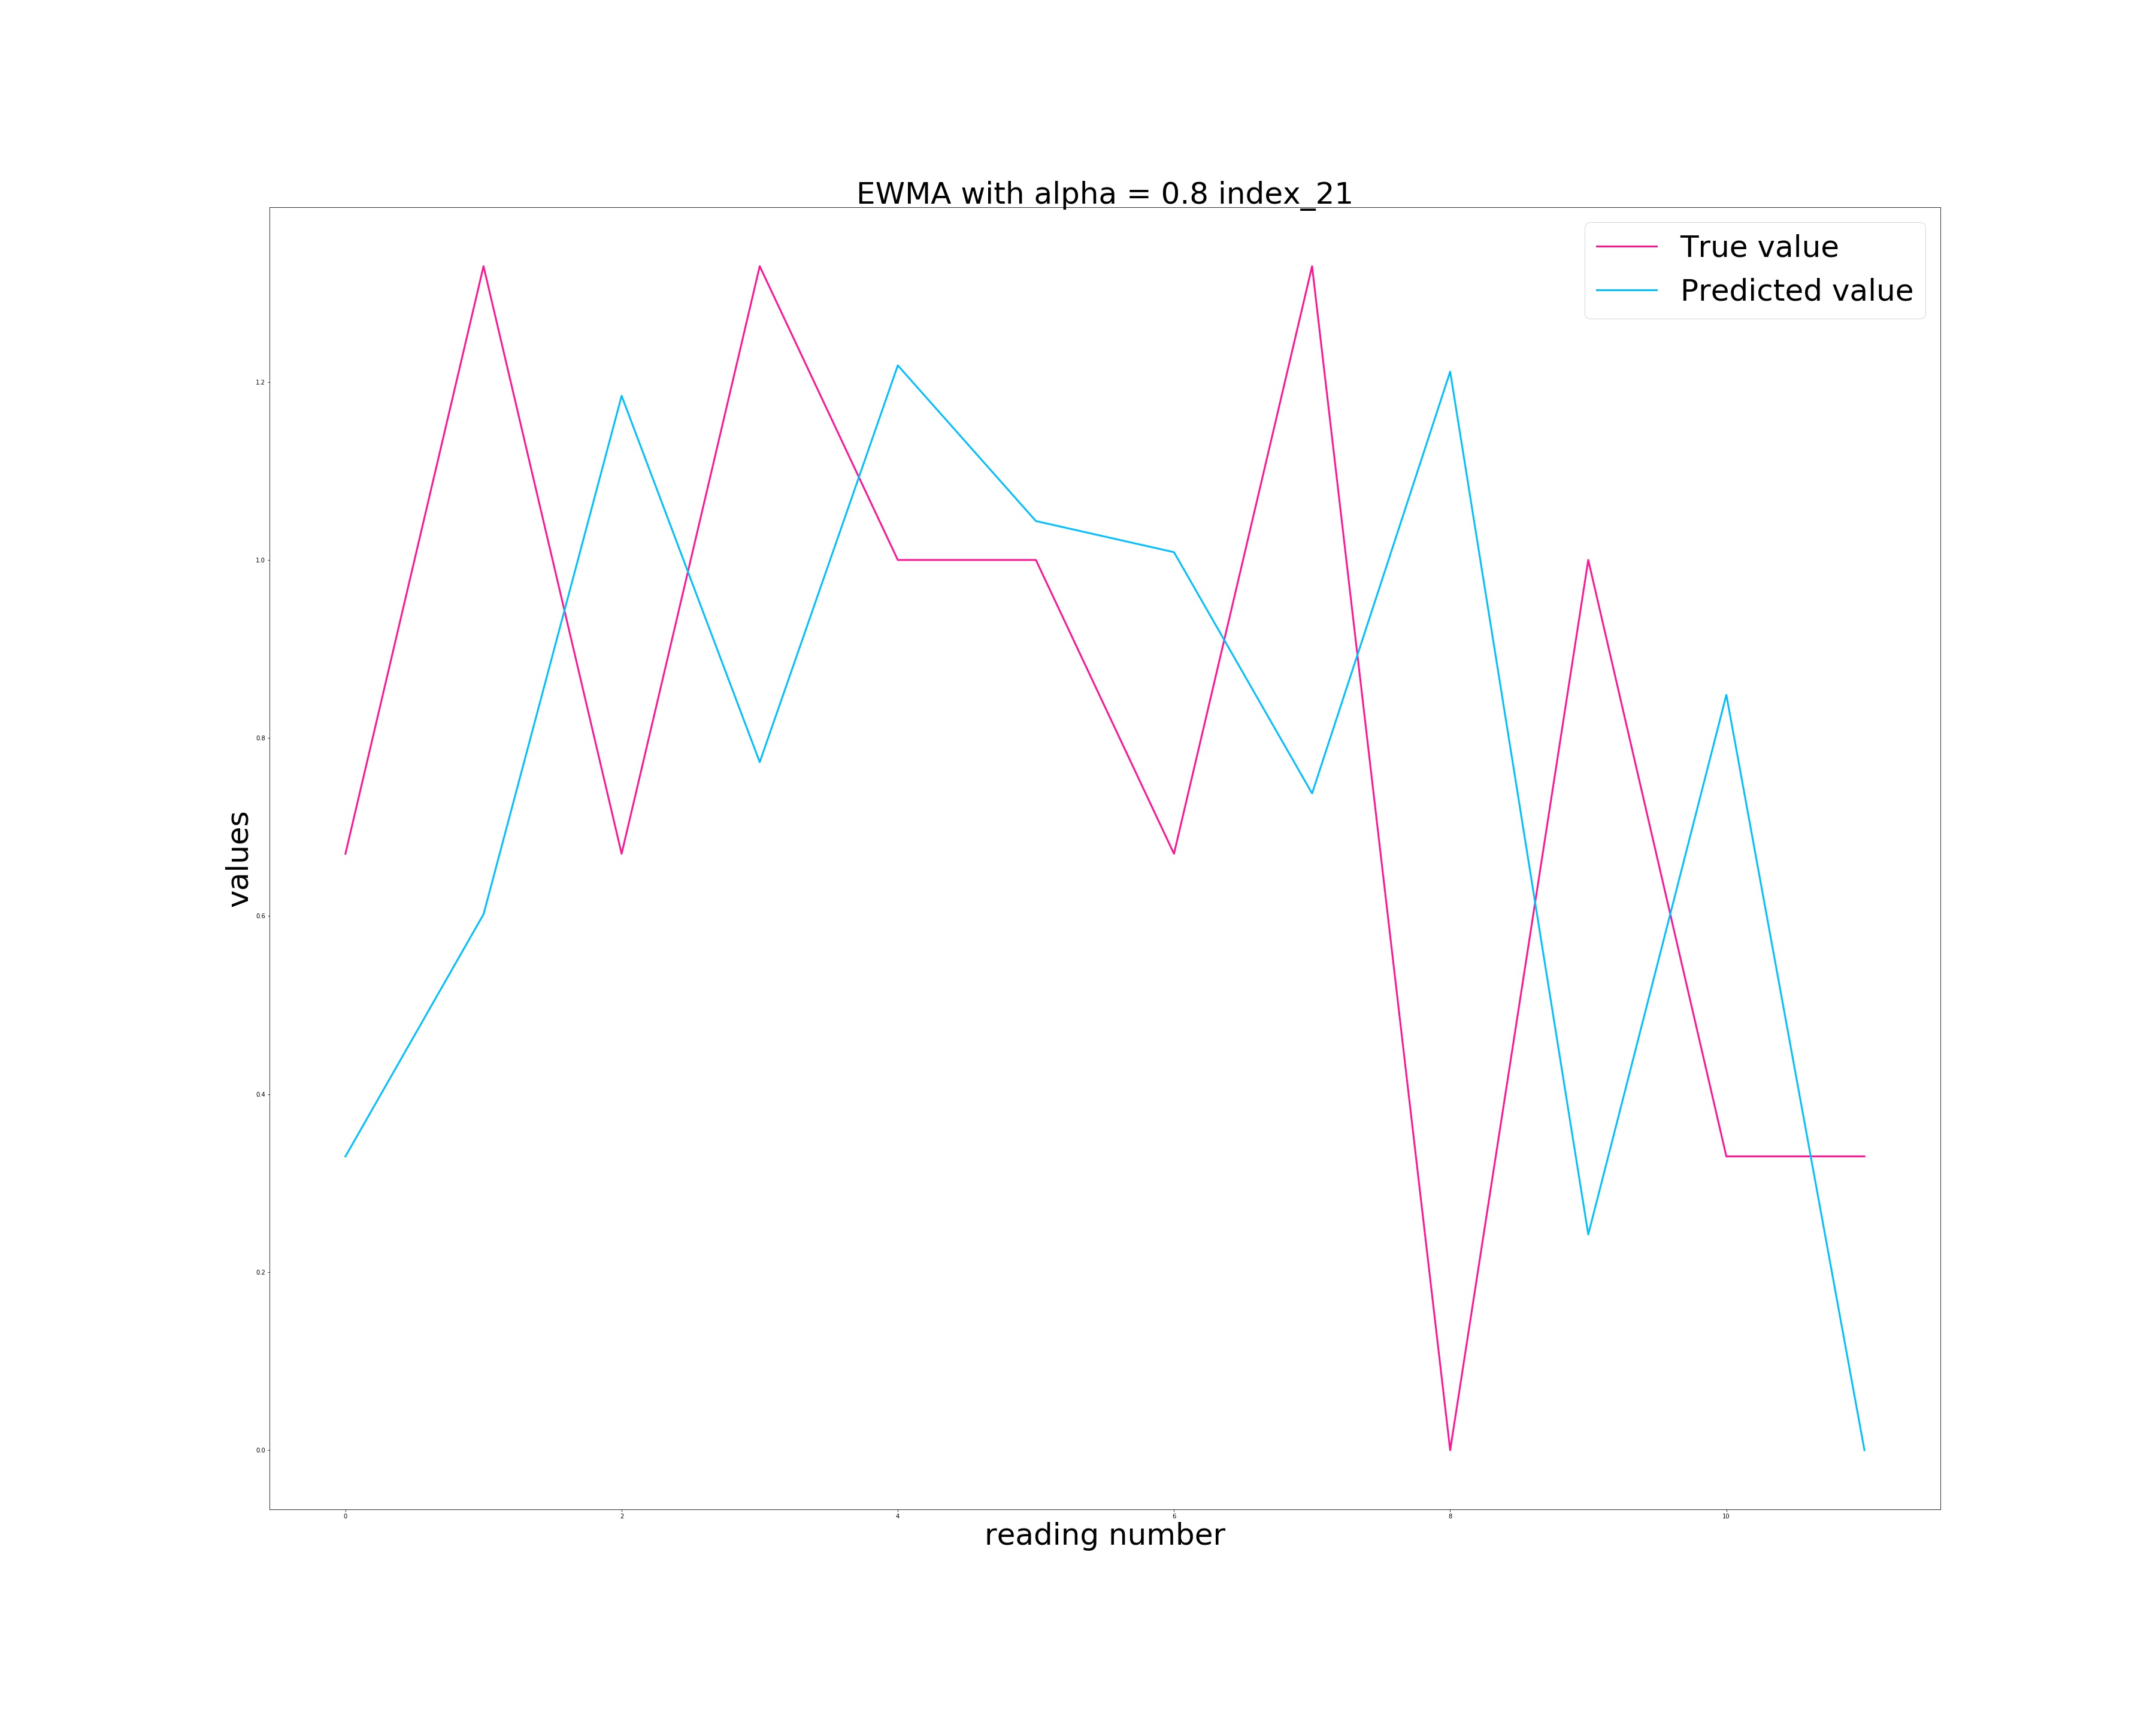 EWMA with alpha = 0.8 index_21
True value
Predicted value
values
1.2
1.0
0.8
0.6
0.4
0.2
0.0
0 2 4 6 8 10
reading number